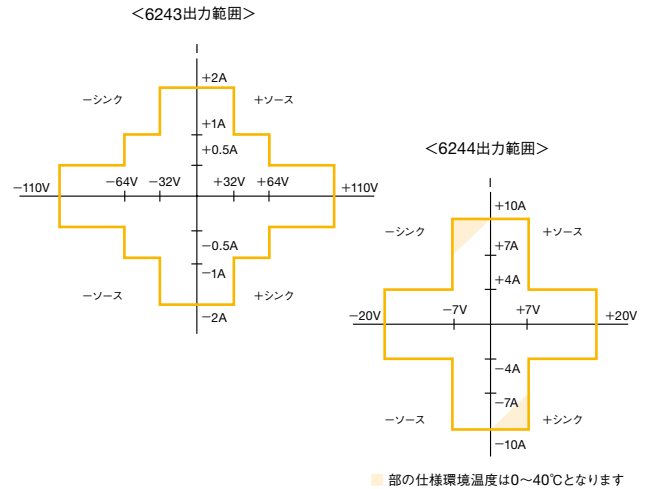 <6243出力範囲>
I
+2A
−シンク
+ソース
+1A
+0.5A
−110V
−64V
−32V
+32V
+64V
+110V
−0.5A
−1A
−ソース
+シンク
−2A
<6244出力範囲>
I
+10A
−シンク
+ソース
+7A
+4A
−20V
−7V
+7V
+20V
−4A
−7A
−ソース
+シンク
−10A
部の仕様環境温度は0〜40℃となります